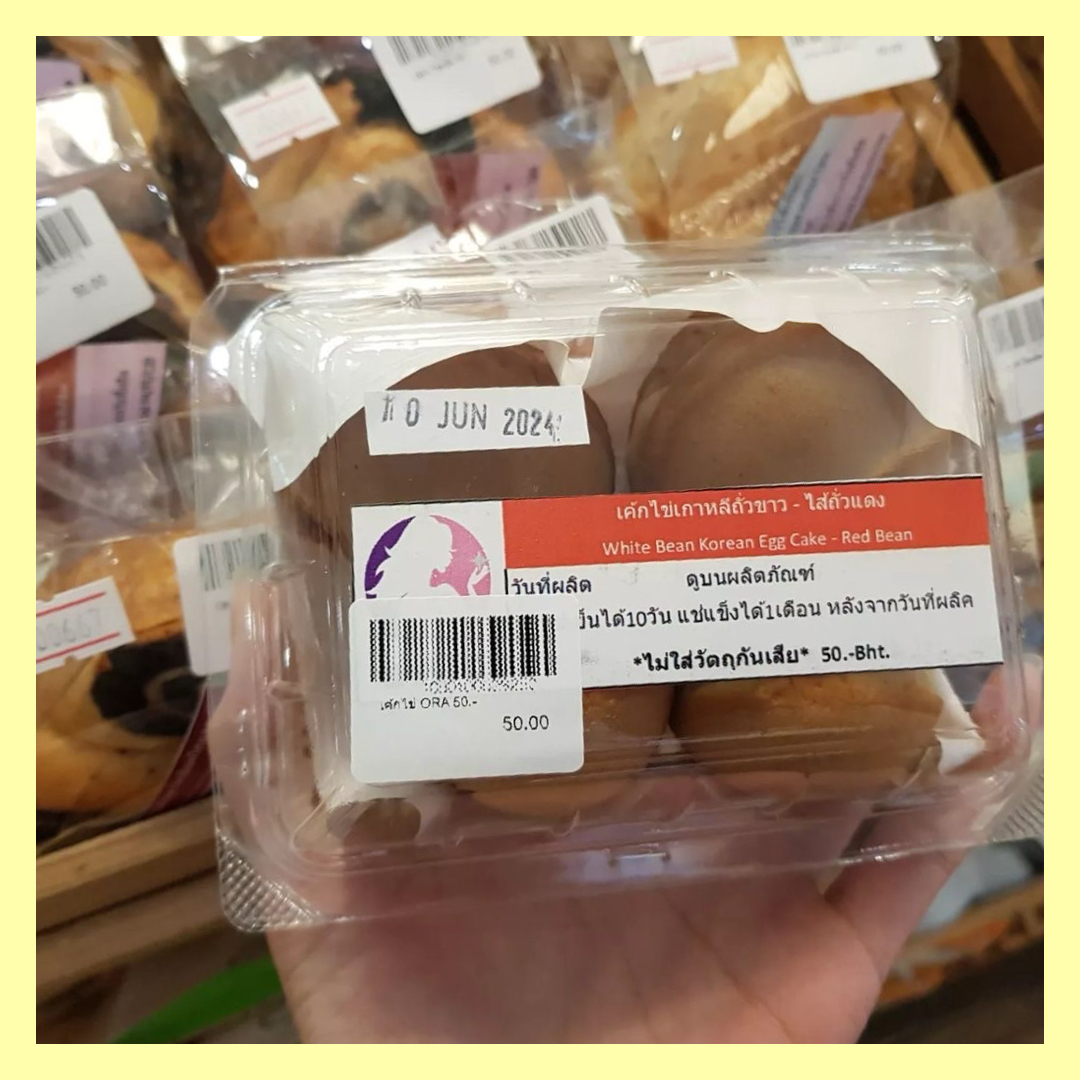 10 JUN 2024
เค้กไข่เกาหลีถั่วขาว - ไส้ถั่วแดง
White Bean Korean Egg Cake - Red Bean
วันที่ผลิต ดูบนผลิตภัณฑ์
ย็นได้10วัน แช่แข็งได้1เดือน หลังจากวันที่ผลิต
*ไม่ใส่วัตถุกันเสีย* 50.-Bht.
เค้กไข่ ORA 50.-
50.00
50.00